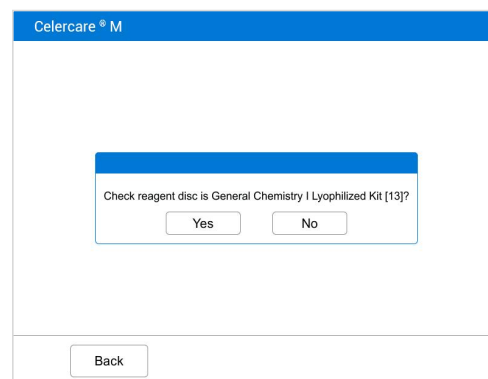 Celercare ® M
Check reagent disc is General Chemistry I Lyophilized Kit [13]?
Yes No
Back